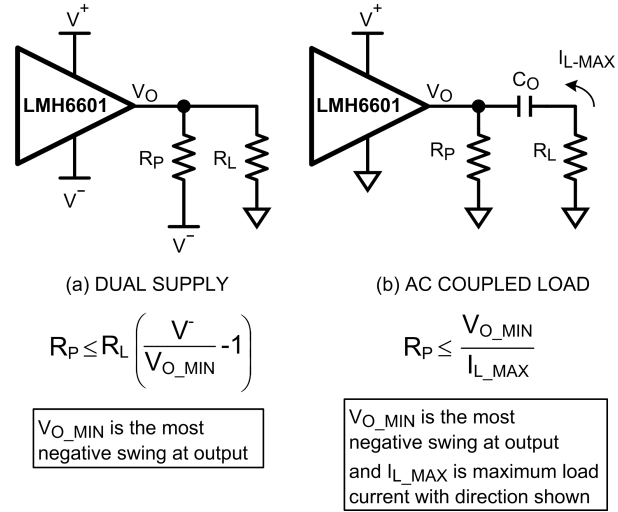 V+
LMH6601
VO
RP
RL
V-
V-
(a) DUAL SUPPLY
RP ≤ RL ( V- / VO_MIN -1 )
VO_MIN is the most
negative swing at output
V+
LMH6601
VO
CO
IL-MAX
RP
RL
(b) AC COUPLED LOAD
RP ≤ VO_MIN / IL_MAX
VO_MIN is the most
negative swing at output
and IL_MAX is maximum load
current with direction shown